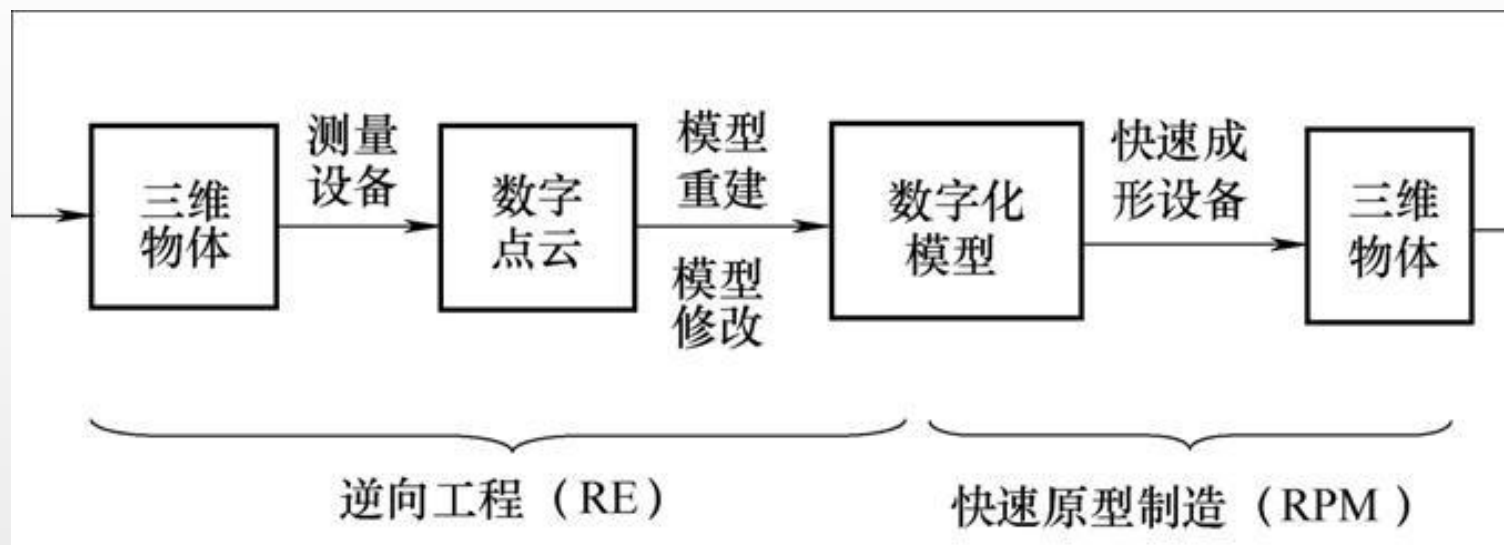 三维
物体
测量
设备
数字
点云
模型
重建
模型
修改
数字化
模型
快速成
形设备
三维
物体
逆向工程（RE）
快速原型制造（RPM）